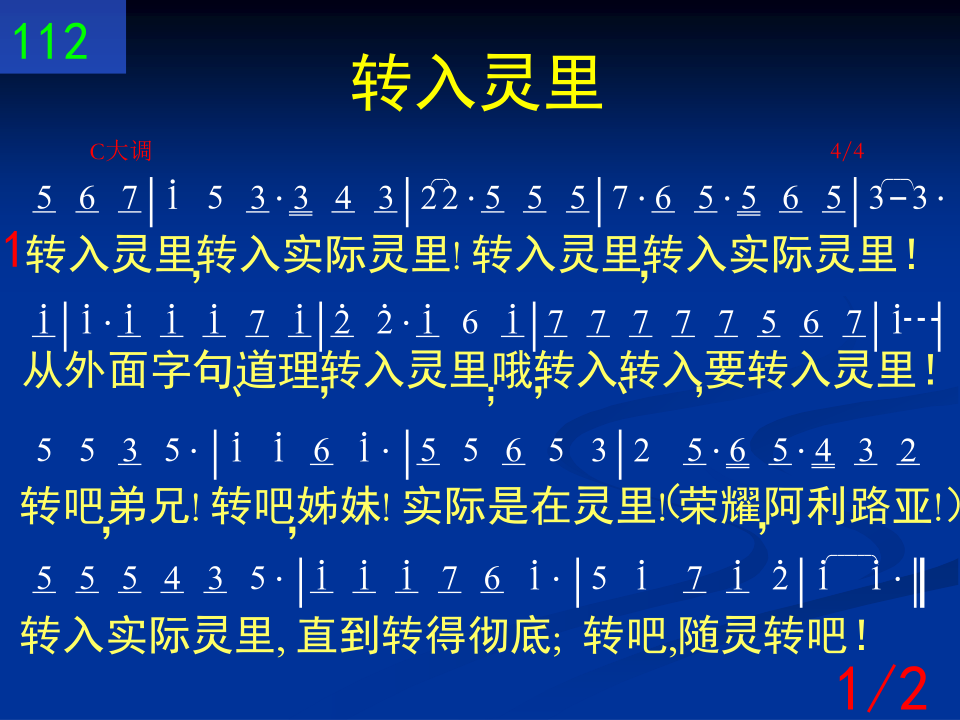 112
转入灵里
C大调 4/4
5 6 7 | i̇ 5 3 · 3 4 3 | 2 2 · 5 5 5 | 7 · 6 5 · 5 6 5 | 3 – 3 ·
1 转入灵里,转入实际灵里! 转入灵里,转入实际灵里!
i̇ | i̇ · i̇ i̇ i̇ 7 i̇ | 2̇ 2̇ · i̇ 6 i̇ | 7 7 7 7 7 5 6 7 | i̇ - - - |
从外面字句、道理,转入灵里;哦,转入、转入,要转入灵里!
5 5 3 5 · | i̇ i̇ 6 i̇ · | 5 5 6 5 3 | 2 5 · 6 5 · 4 3 2
转吧,弟兄! 转吧,姊妹! 实际是在灵里!(荣耀,阿利路亚!)
5 5 5 4 3 5 · | i̇ i̇ i̇ 7 6 i̇ · | 5 i̇ 7 i̇ 2̇ | i̇ i̇ · ‖
转入实际灵里, 直到转得彻底; 转吧,随灵转吧!
1/2